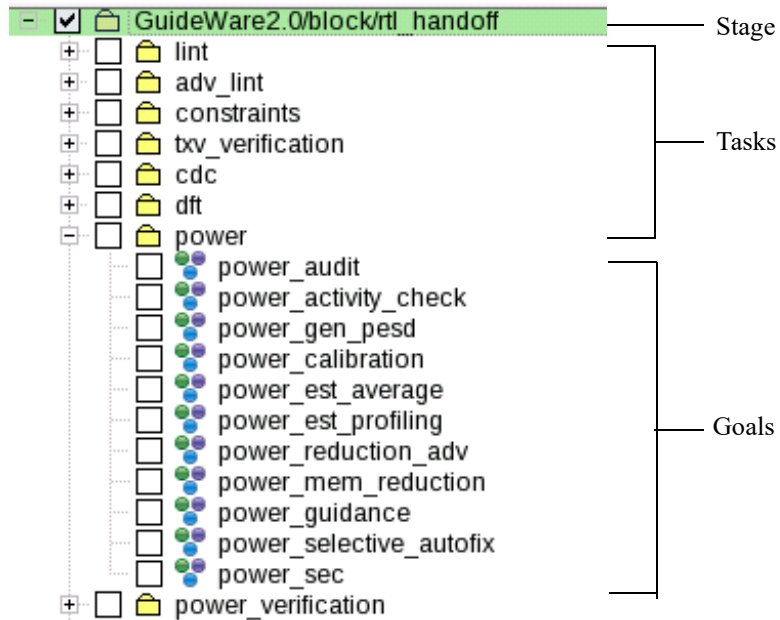 GuideWare2.0/block/rtl_handoff
Stage
lint
adv_lint
constraints
txv_verification
Tasks
cdc
dft
power
power_audit
power_activity_check
power_gen_pesd
power_calibration
power_est_average
power_est_profiling
Goals
power_reduction_adv
power_mem_reduction
power_guidance
power_selective_autofix
power_sec
power_verification